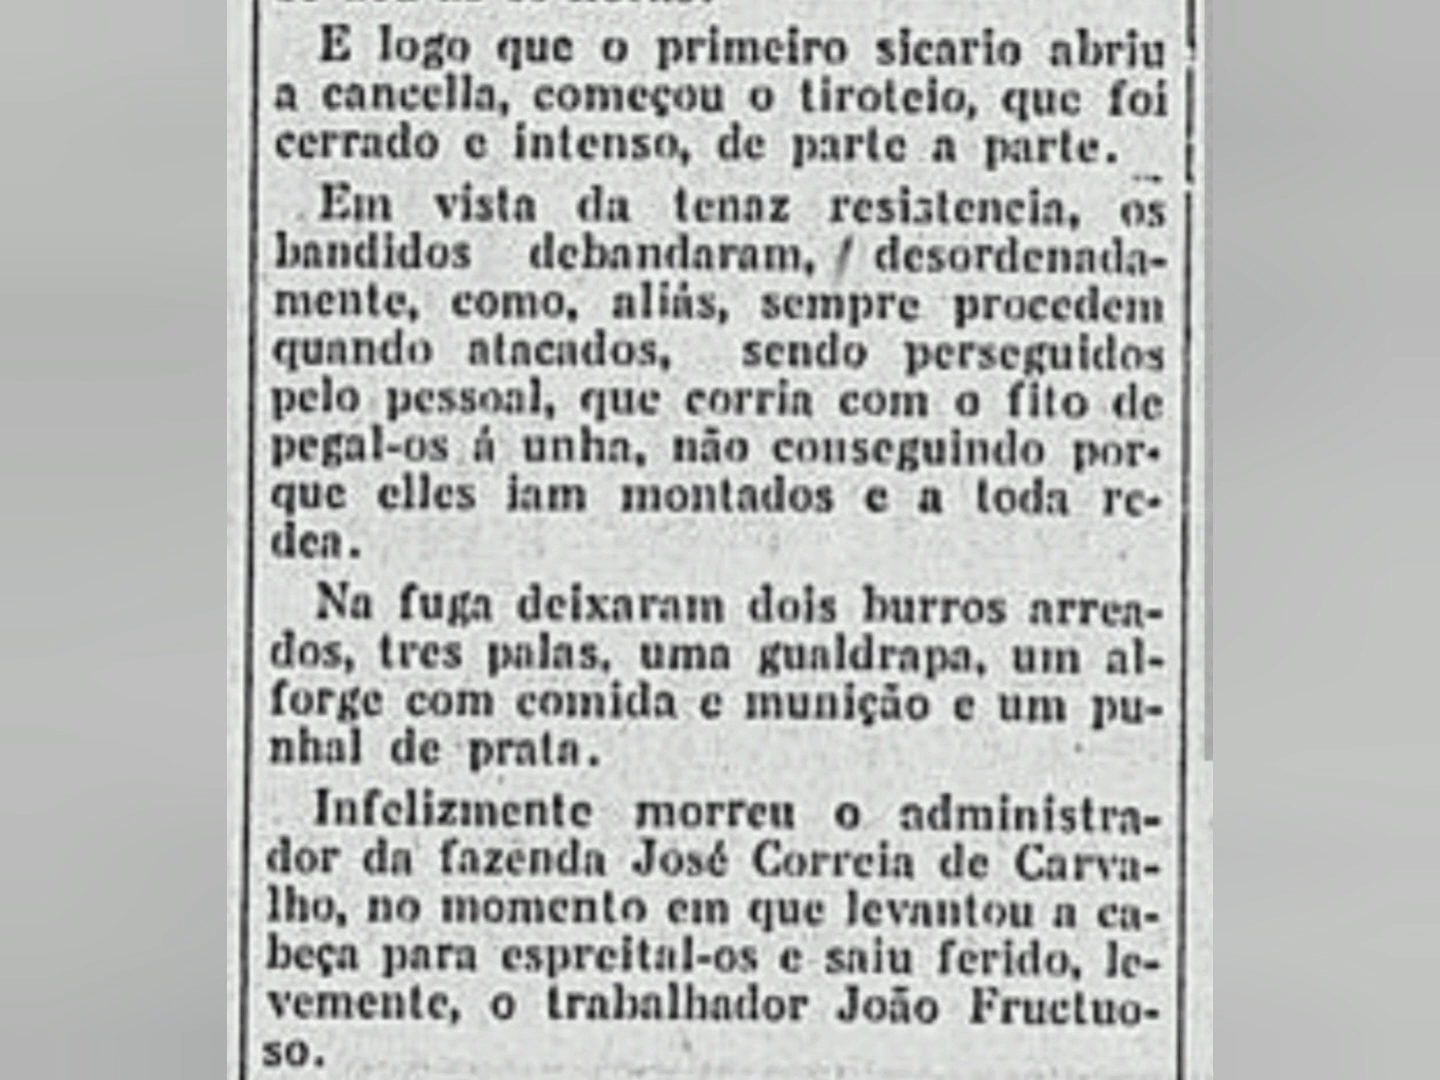 E logo que o primeiro sicario abriu
a cancella, começou o tiroteio, que foi
cerrado e intenso, de parte a parte.
Em vista da tenaz resistencia, os
bandidos debandaram, desordenada-
mente, como, aliás, sempre procedem
quando atacados, sendo perseguidos
pelo pessoal, que corria com o fito de
pegal-os á unha, não conseguindo por-
que elles iam montados e a toda re-
dea.
Na fuga deixaram dois burros arrea-
dos, tres palas, uma gualdrapa, um al-
forge com comida e munição e um pu-
nhal de prata.
Infelizmente morreu o administra-
dor da fazenda José Correia de Carva-
lho, no momento em que levantou a ca-
beça para espreital-os e saiu ferido, le-
vemente, o trabalhador João Fructuo-
so.